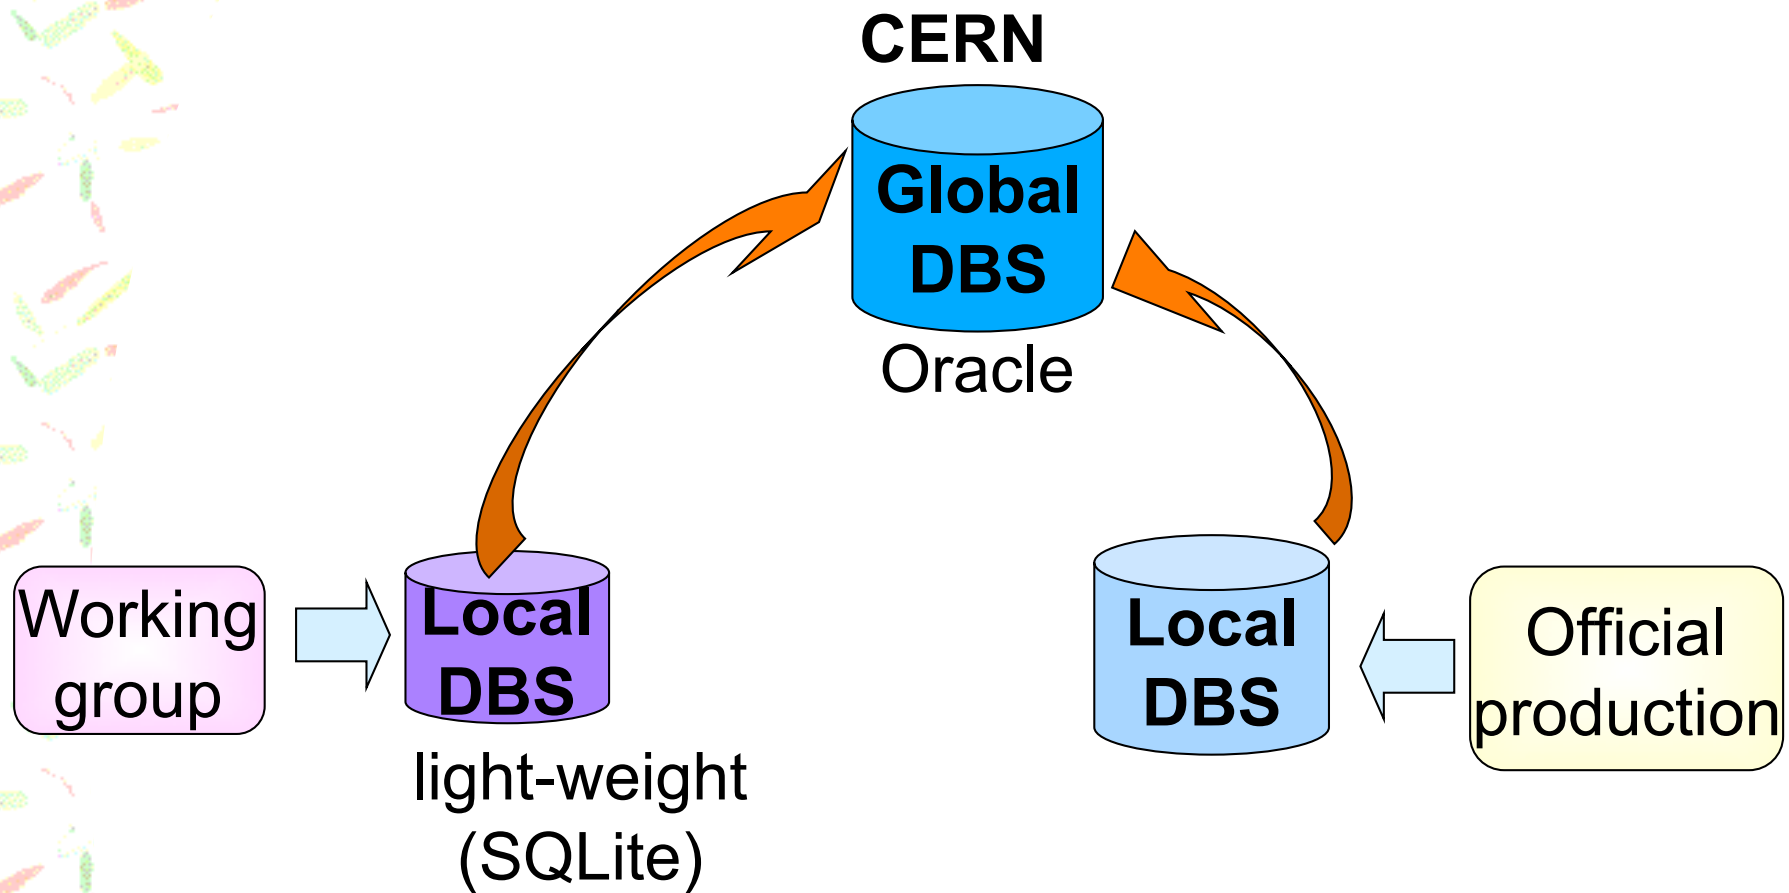 CERN
Global
DBS
Oracle
Working
group
Local
DBS
light-weight
(SQLite)
Local
DBS
Official
production